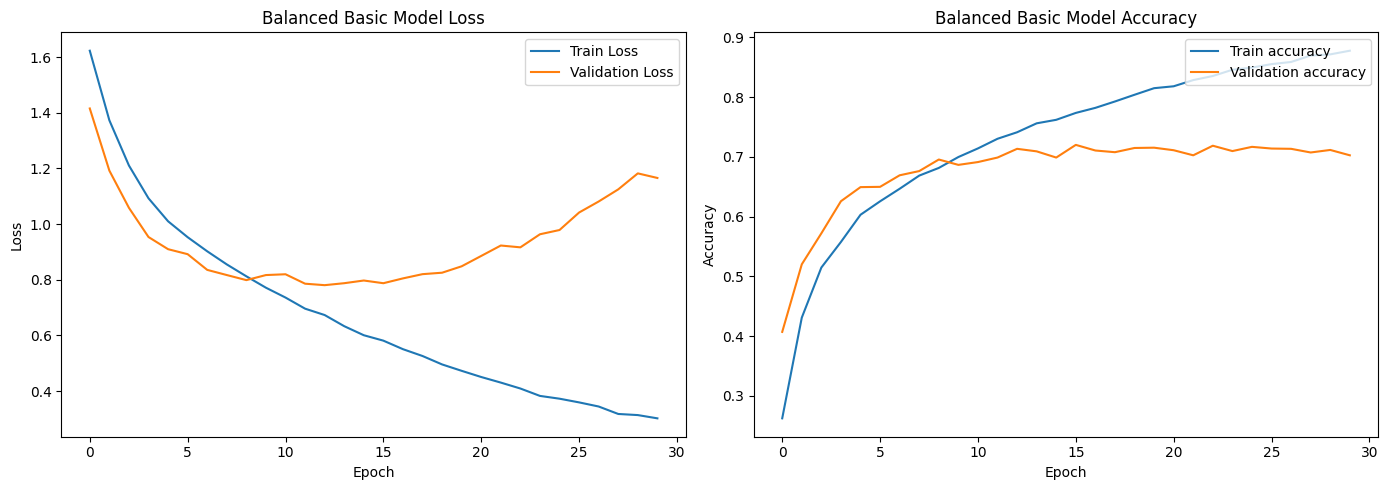 Balanced Basic Model Loss
Train Loss
Validation Loss
1.6
1.4
1.2
1.0
0.8
0.6
0.4
Loss
0 5 10 15 20 25 30
Epoch
Balanced Basic Model Accuracy
Train accuracy
Validation accuracy
0.9
0.8
0.7
0.6
0.5
0.4
0.3
Accuracy
0 5 10 15 20 25 30
Epoch